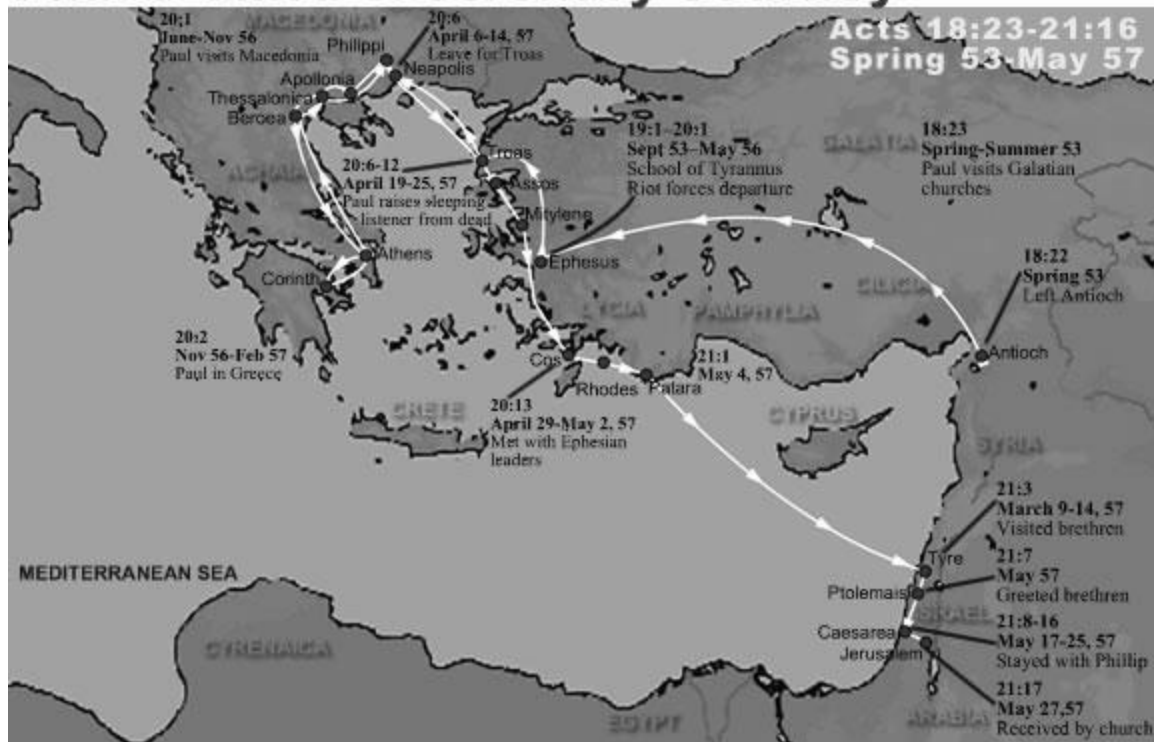 Acts 18:23-21:16
Spring 53-May 57
MACEDONIA
20:1
June-Nov 56
Paul visits Macedonia
20:6
April 6-14, 57
Leave for Troas
Philippi
Neapolis
Apollonia
Thessalonica
Beroea
ACHAIA
20:6-12
April 19-25, 57
Paul raises sleeping
listener from dead
Troas
Assos
Mitylene
Ephesus
19:1–20:1
Sept 53–May 56
School of Tyrannus
Riot forces departure
GALATIA
18:23
Spring-Summer 53
Paul visits Galatian
churches
18:22
Spring 53
Left Antioch
Antioch
CILICIA
LYCIA
PAMPHYLIA
Athens
Corinth
20:2
Nov 56-Feb 57
Paul in Greece
Cos
Rhodes
Patara
21:1
May 4, 57
20:13
April 29-May 2, 57
Met with Ephesian
leaders
CRETE
CYPRUS
SYRIA
21:3
March 9-14, 57
Visited brethren
Tyre
21:7
May 57
Greeted brethren
Ptolemais
ISRAEL
21:8-16
May 17-25, 57
Stayed with Phillip
Caesarea
Jerusalem
21:17
May 27,57
Received by church
MEDITERRANEAN SEA
CYRENAICA
EGYPT
ARABIA